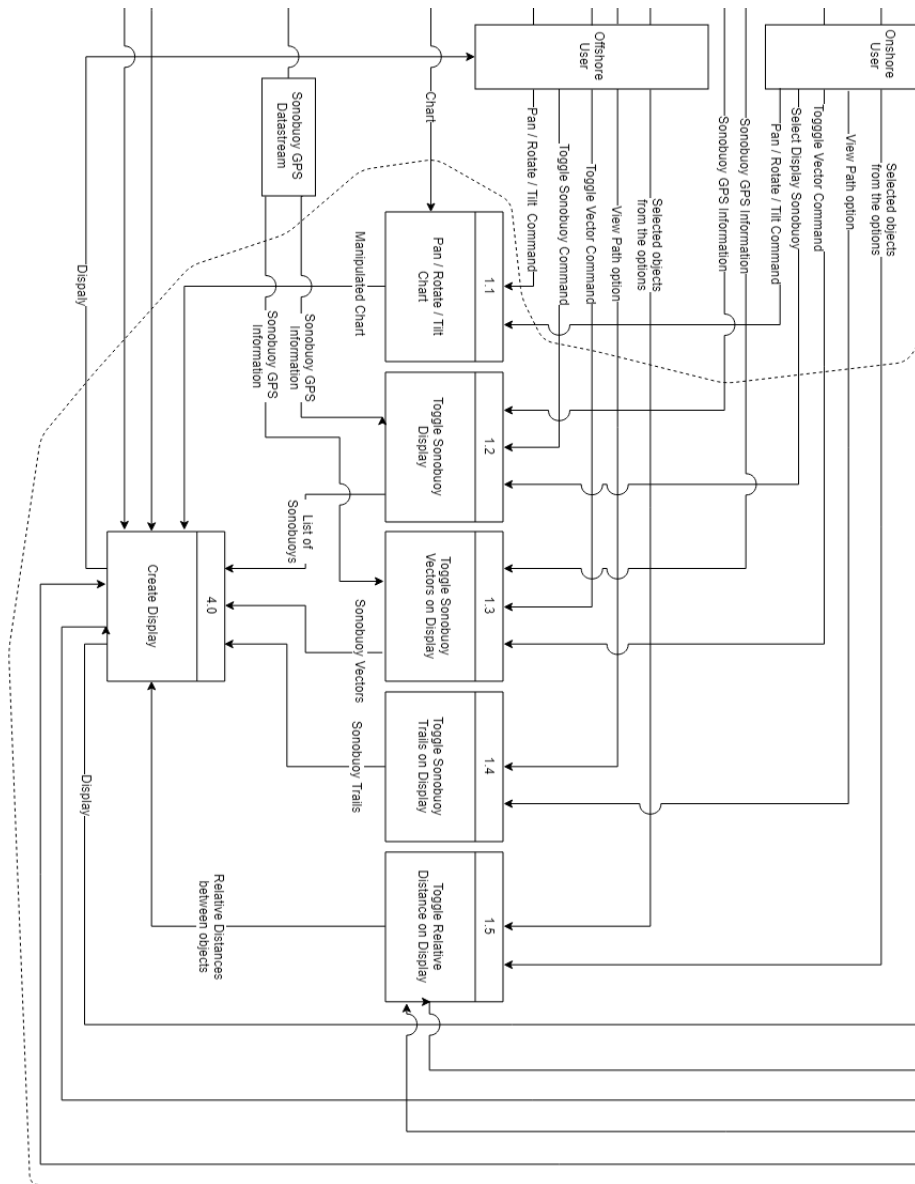 Onshore
User
Offshore
User
Selected objects
from the options
View Path option
Togggle Vector Command
Select Display Sonobuoy
Pan / Rotate / Tilt Command
Sonobuoy GPS Information
Sonobuoy GPS Information
Selected objects
from the options
View Path option
Toggle Vector Command
Toggle Sonobuoy Command
Pan / Rotate / Tilt Command
Chart
Sonobuoy GPS
Datastream
1.1
Pan / Rotate / Tilt
Chart
Manipulated Chart
Sonobuoy GPS
Information
Sonobuoy GPS
Information
Dispaly
1.2
Toggle Sonobuoy
Display
List of
Sonobuoys
1.3
Toggle Sonobuoy
Vectors on Display
Sonobuoy Vectors
4.0
Create Display
1.4
Toggle Sonobuoy
Trails on Display
Sonobuoy Trails
Display
1.5
Toggle Relative
Distance on Display
Relative Distances
between objects